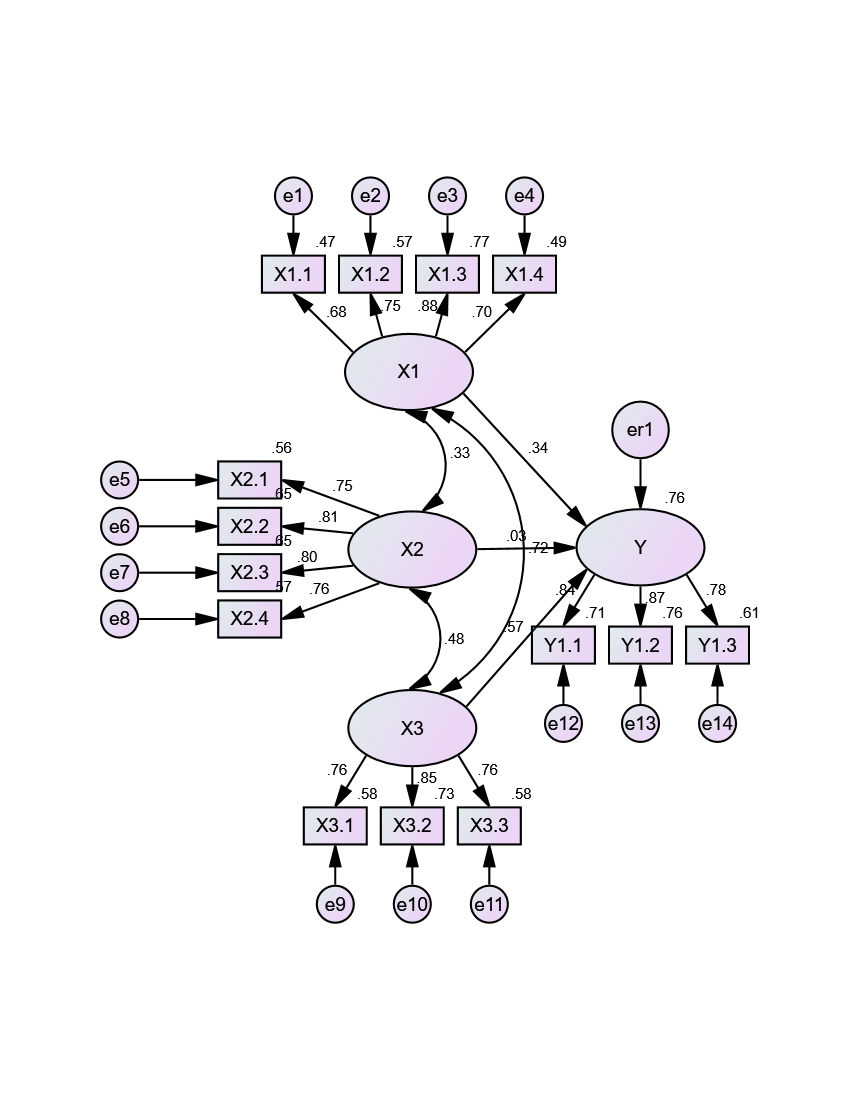 e1 e2 e3 e4
.47 .57 .77 .49
X1.1 X1.2 X1.3 X1.4
.68 .75 .88 .70
X1
er1
.34
.33
.56
e5 X2.1 .75
.65
e6 X2.2 .81
.76
.65
X2 .03 .72 Y
e7 X2.3 .80
.57
e8 X2.4 .76
.84 .87 .78
.71 .76 .61
.57
.48
Y1.1 Y1.2 Y1.3
e12 e13 e14
X3
.76 .85 .76
.58 .73 .58
X3.1 X3.2 X3.3
e9 e10 e11